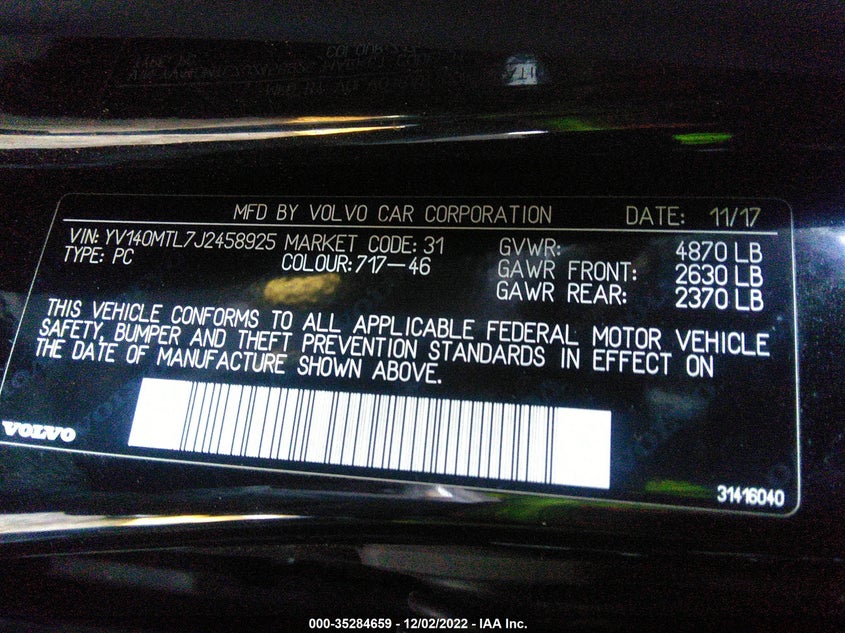 MFD BY VOLVO CAR CORPORATION DATE: 11/17
VIN: YV140MTL7J2458925 MARKET CODE: 31 GVWR: 4870 LB
TYPE: PC COLOUR: 717-46 GAWR FRONT: 2630 LB
GAWR REAR: 2370 LB
THIS VEHICLE CONFORMS TO ALL APPLICABLE FEDERAL MOTOR VEHICLE
SAFETY, BUMPER AND THEFT PREVENTION STANDARDS IN EFFECT ON
THE DATE OF MANUFACTURE SHOWN ABOVE.
VOLVO
31416040
000-35284659 - 12/02/2022 - IAA Inc.